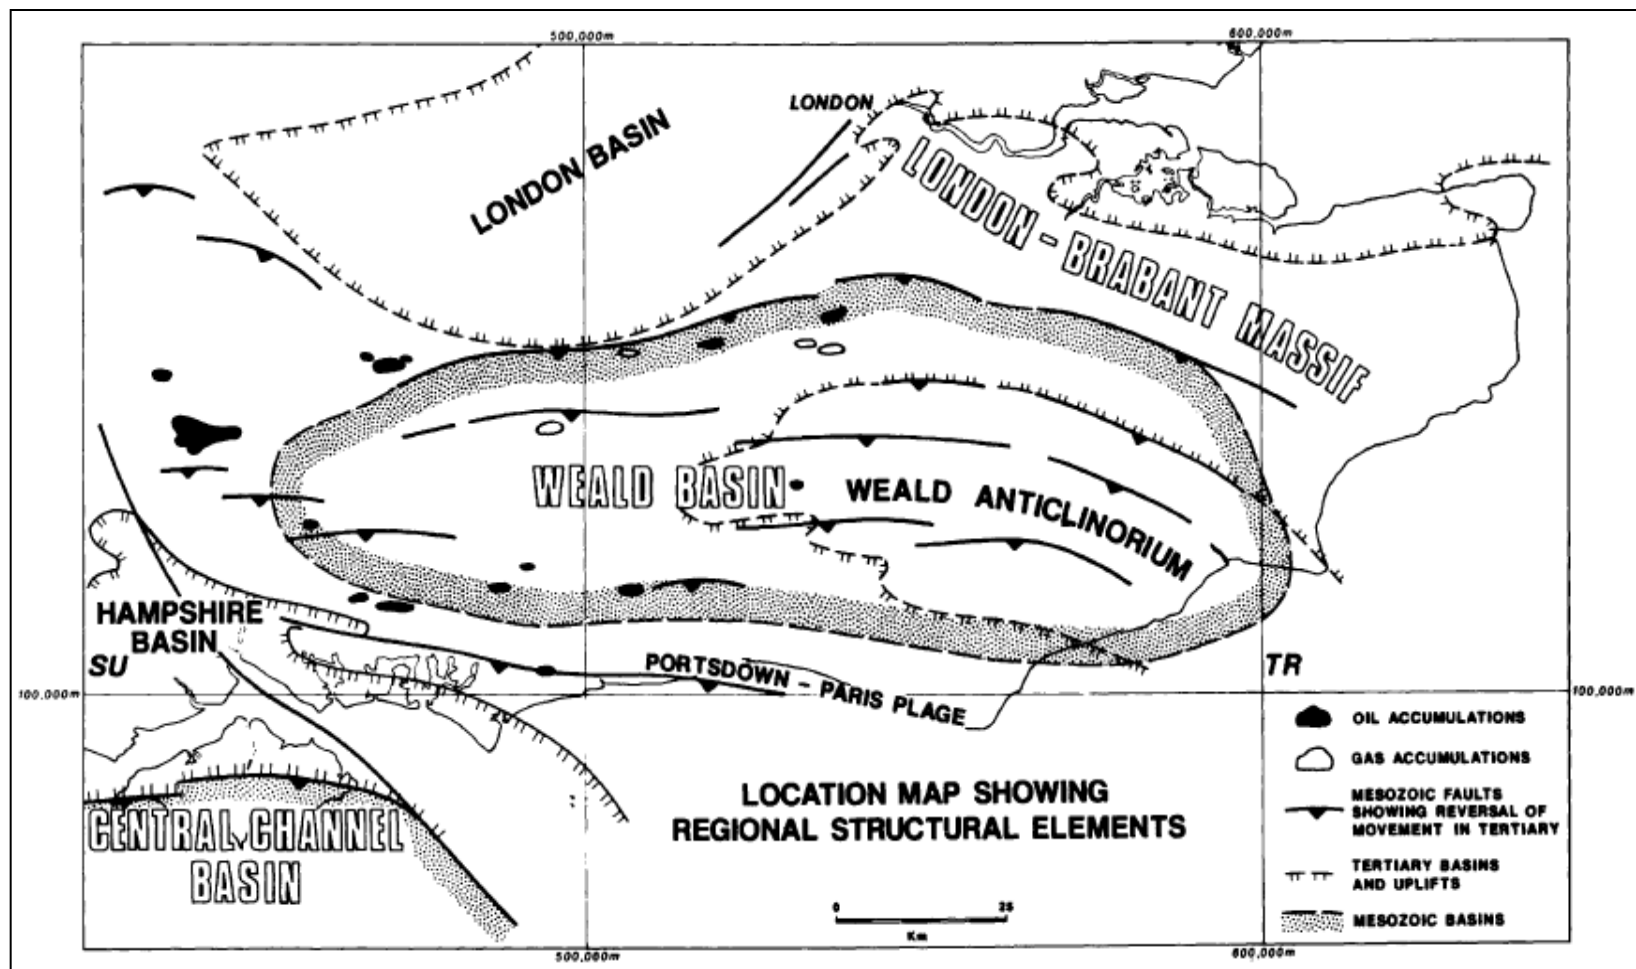 500,000m
600,000m
LONDON
LONDON BASIN
LONDON - BRABANT MASSIF
WEALD BASIN
WEALD ANTICLINORIUM
HAMPSHIRE
BASIN
SU
TR
PORTSDOWN - PARIS PLAGE
100,000m
100,000m
CENTRAL CHANNEL
BASIN
LOCATION MAP SHOWING
REGIONAL STRUCTURAL ELEMENTS
0 25
Km
OIL ACCUMULATIONS
GAS ACCUMULATIONS
MESOZOIC FAULTS
SHOWING REVERSAL OF
MOVEMENT IN TERTIARY
TERTIARY BASINS
AND UPLIFTS
MESOZOIC BASINS
500,000m
600,000m